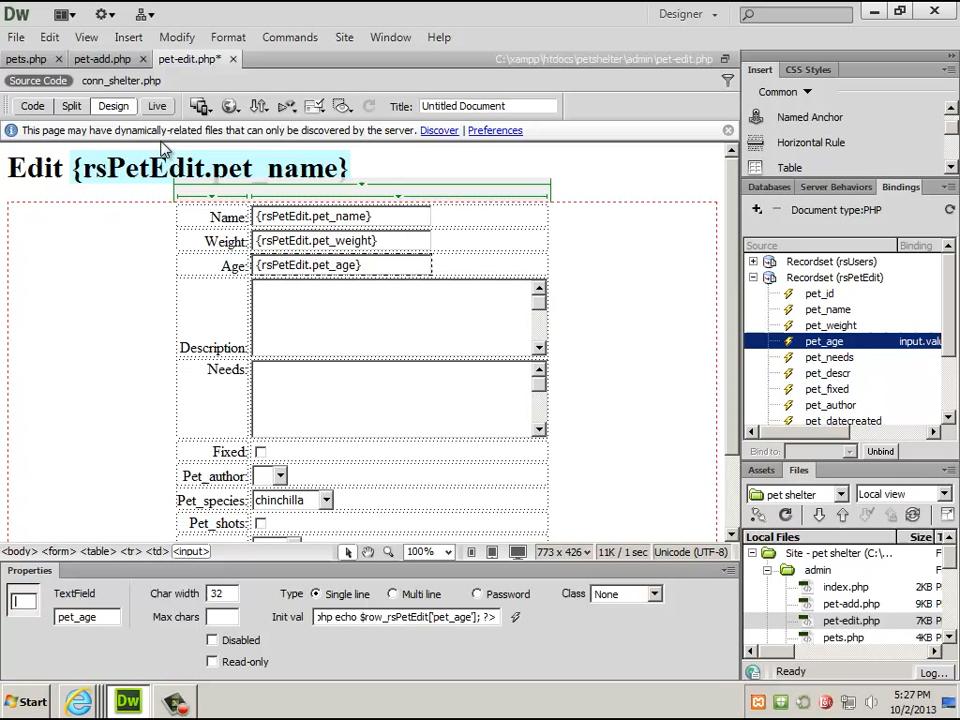 Dw
Designer
File Edit View Insert Modify Format Commands Site Window Help
pets.php pet-add.php pet-edit.php* C:\xampp\htdocs\petshelter\admin\pet-edit.php
Source Code conn_shelter.php
Code Split Design Live Title: Untitled Document
This page may have dynamically-related files that can only be discovered by the server. Discover | Preferences
Edit {rsPetEdit.pet_name}
Name: {rsPetEdit.pet_name}
Weight: {rsPetEdit.pet_weight}
Age: {rsPetEdit.pet_age}
Description:
Needs:
Fixed:
Pet_author:
Pet_species: chinchilla
Pet_shots:
<body> <form> <table> <tr> <td> <input> 100% 773 x 426 11K / 1 sec Unicode (UTF-8)
Properties
TextField Char width 32 Type Single line Multi line Password Class None
pet_age Max chars Init val php echo $row_rsPetEdit['pet_age']; ?>
Disabled
Read-only
Insert CSS Styles
Common
Named Anchor
Horizontal Rule
Table
Databases Server Behaviors Bindings
Document type:PHP
Source Binding
Recordset (rsUsers)
Recordset (rsPetEdit)
pet_id
pet_name
pet_weight
pet_age input.valu
pet_needs
pet_descr
pet_fixed
pet_author
pet_datecreated
Bind to: Unbind
Assets Files
pet shelter Local view
Local Files Size T
Site - pet shelter (C:\...
admin
index.php 2KB P
pet-add.php 9KB P
pet-edit.php 7KB P
pets.php 4KB P
Ready Log...
Start Dw 5:27 PM
10/2/2013